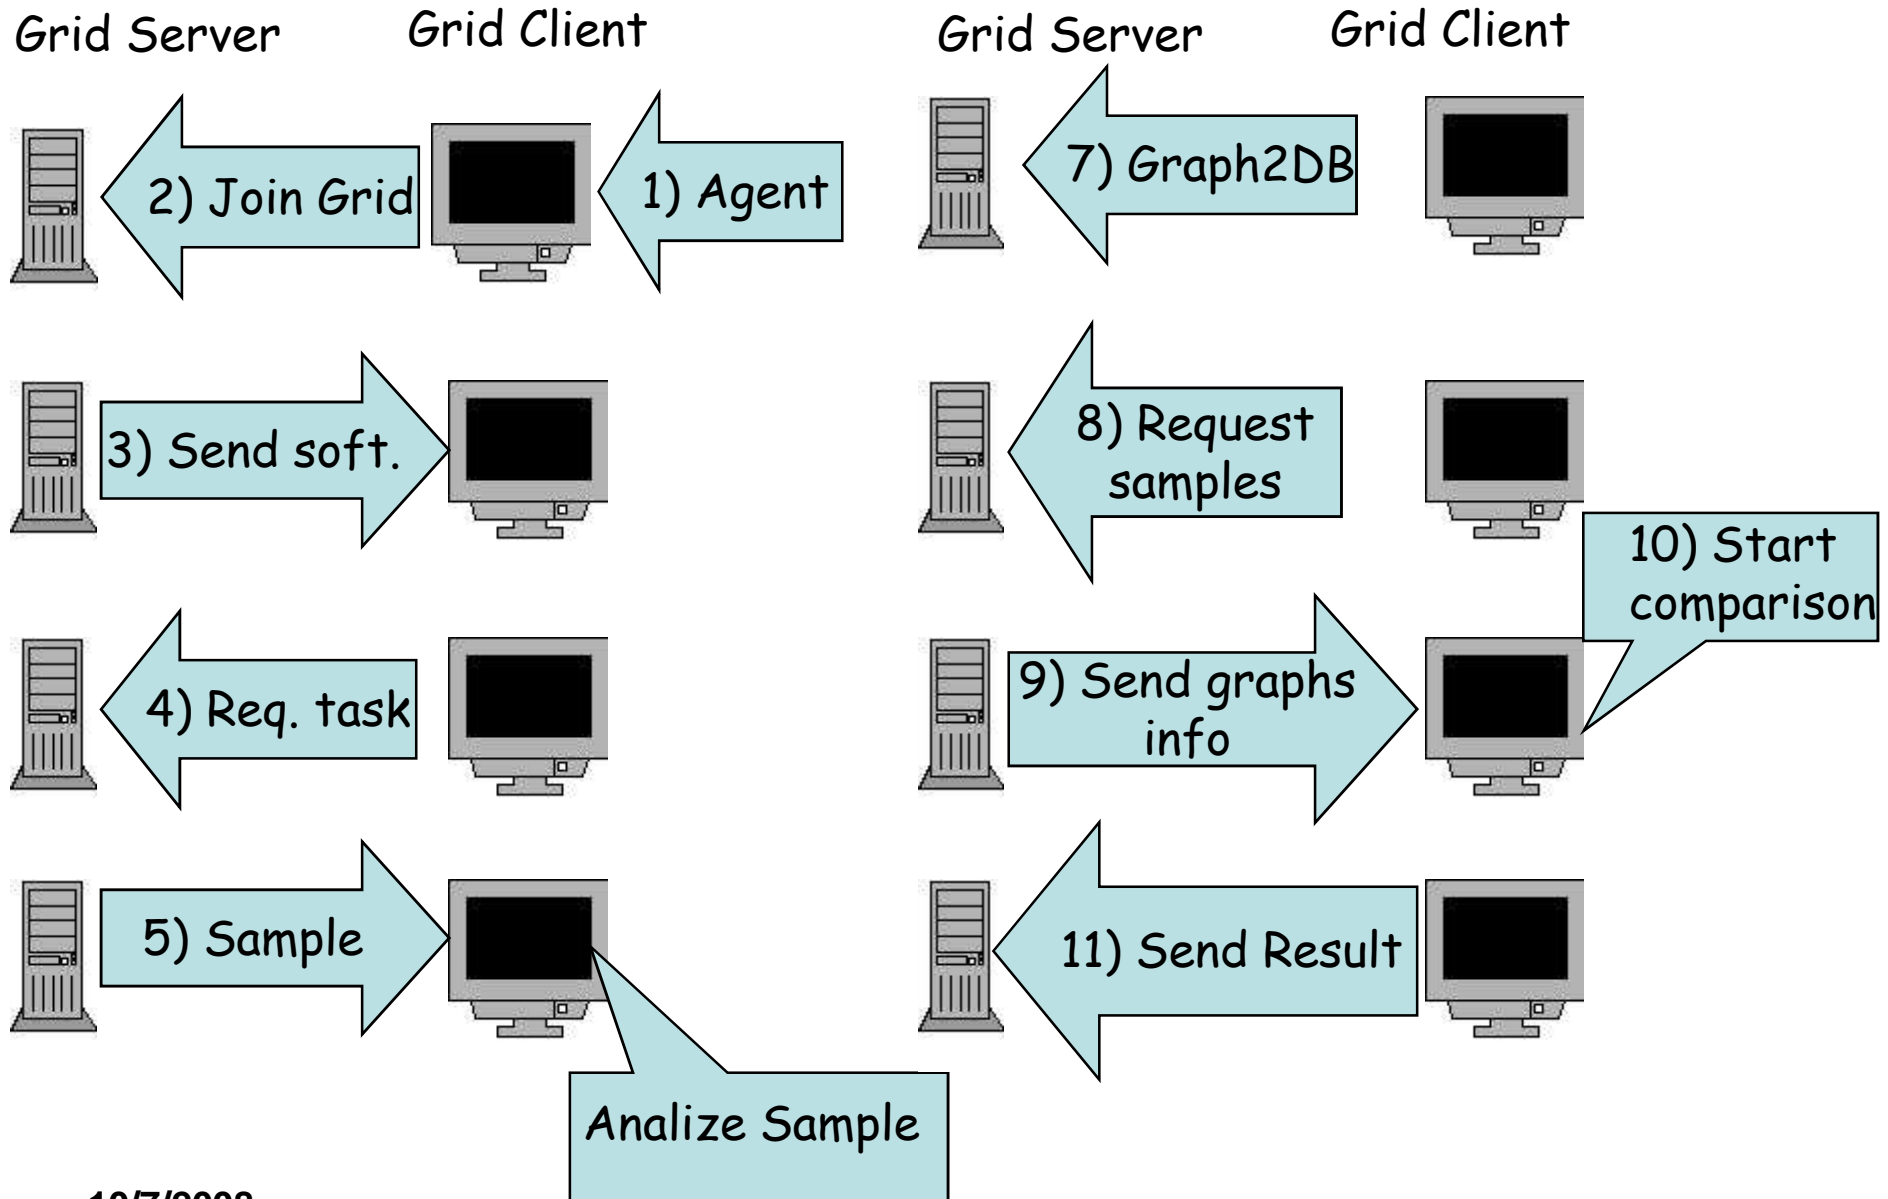 Grid Server
Grid Client
2) Join Grid
1) Agent
3) Send soft.
4) Req. task
5) Sample
Analize Sample
Grid Server
Grid Client
7) Graph2DB
8) Request
samples
9) Send graphs
info
10) Start
comparison
11) Send Result